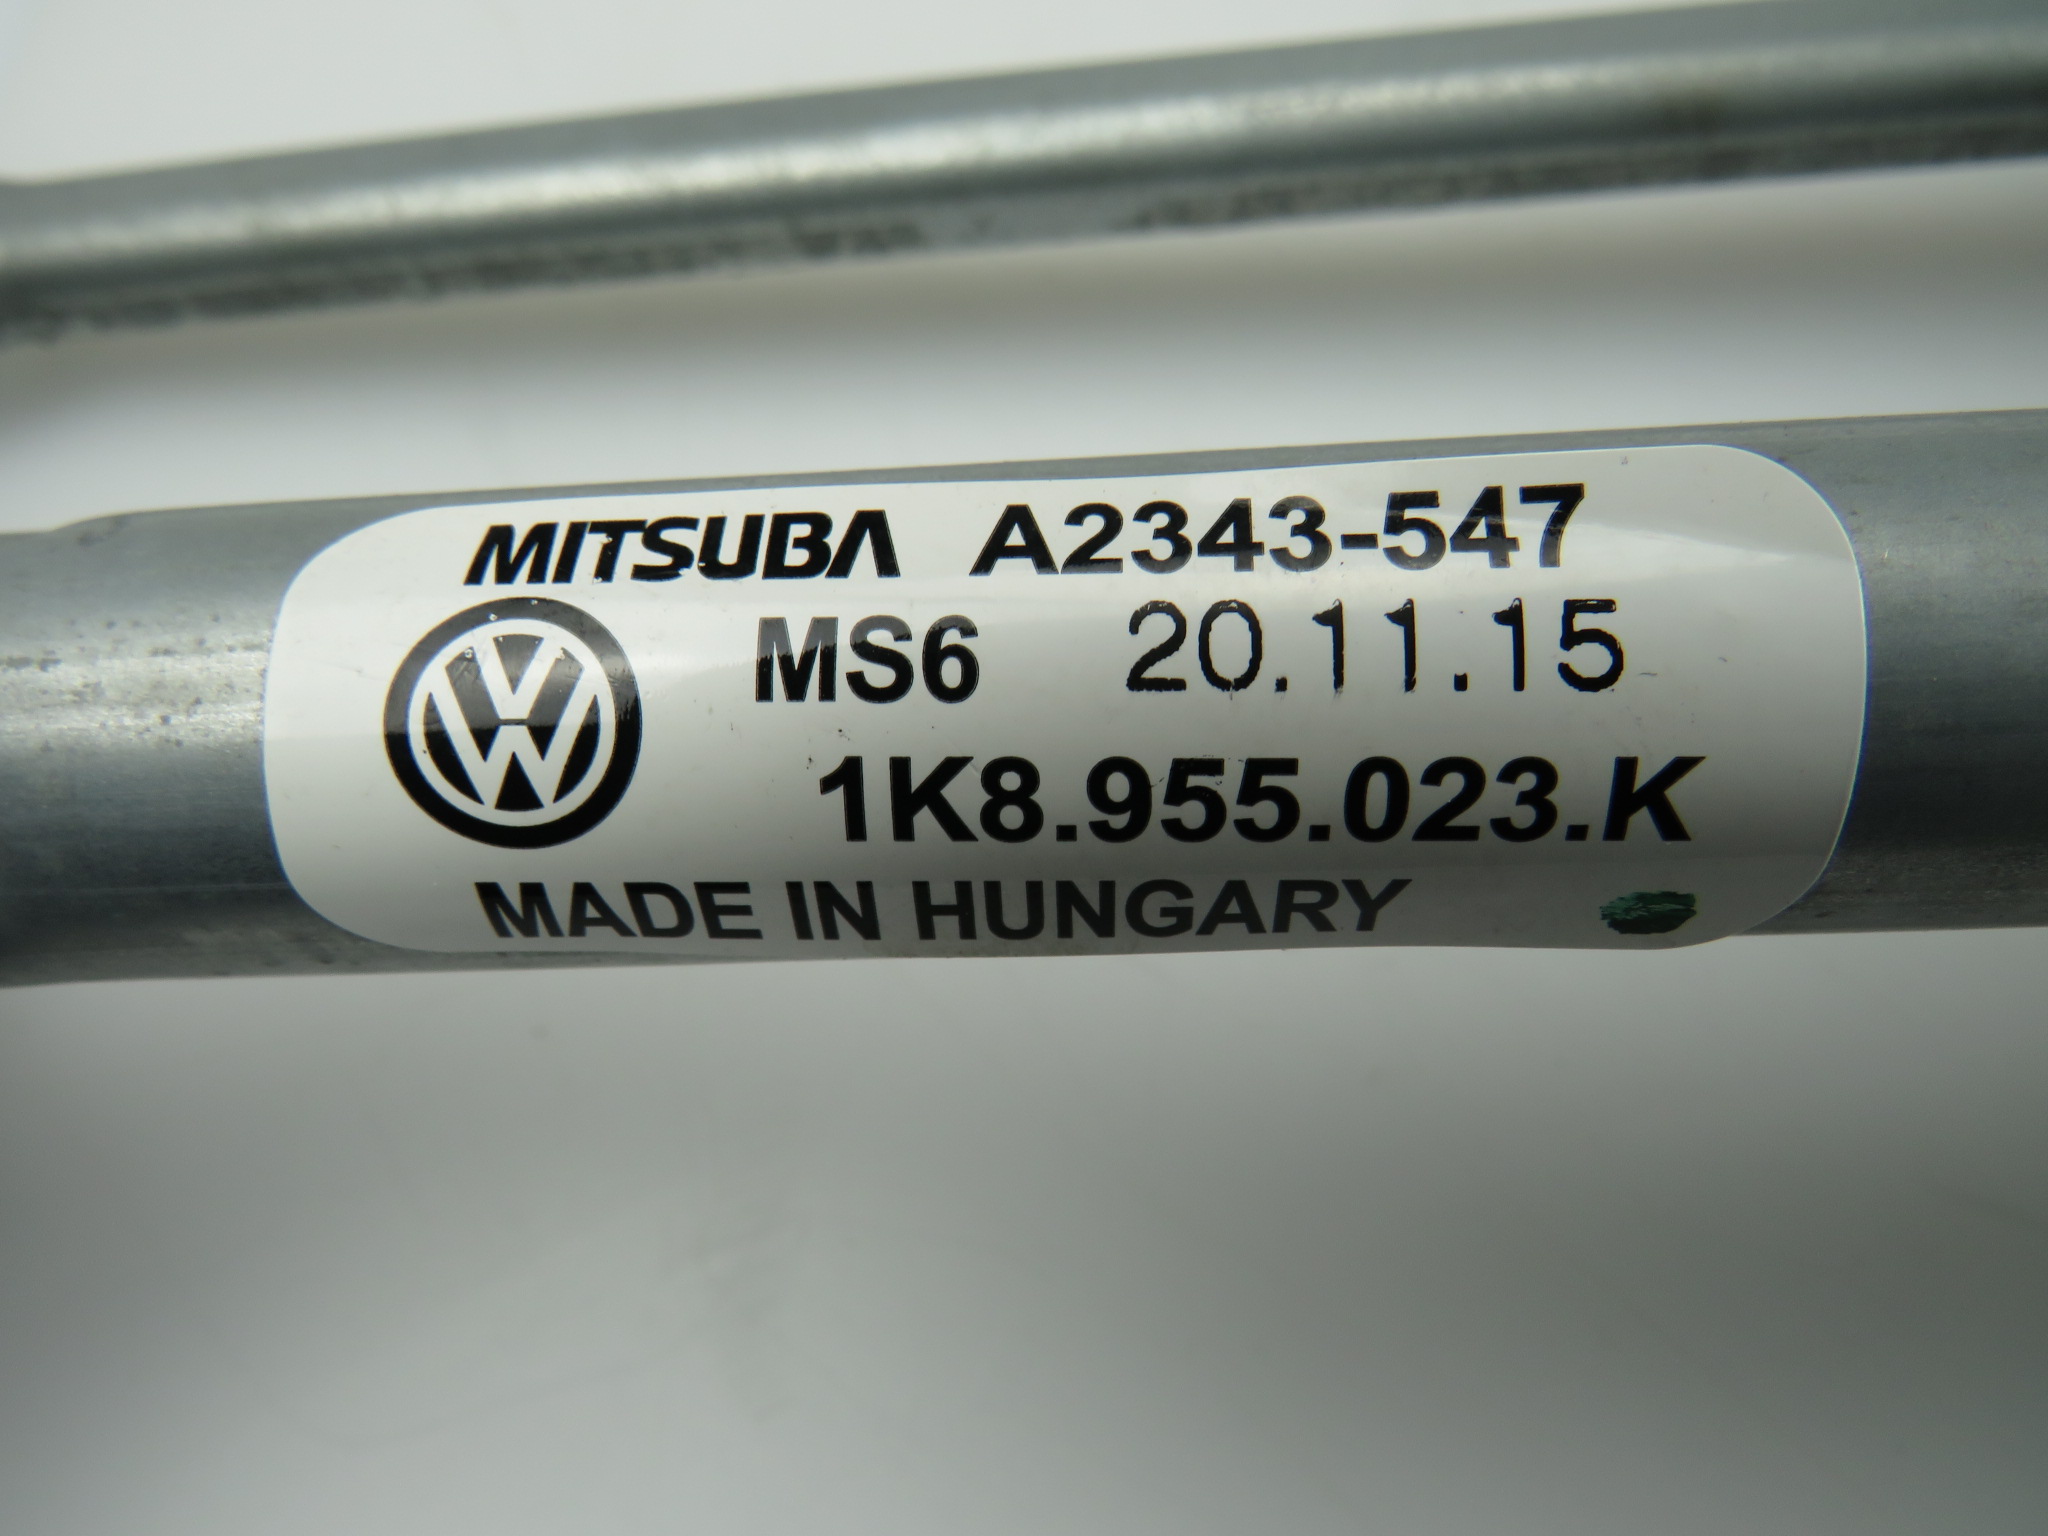 MITSUBA A2343-547
MS6 20.11.15
1K8.955.023.K
MADE IN HUNGARY